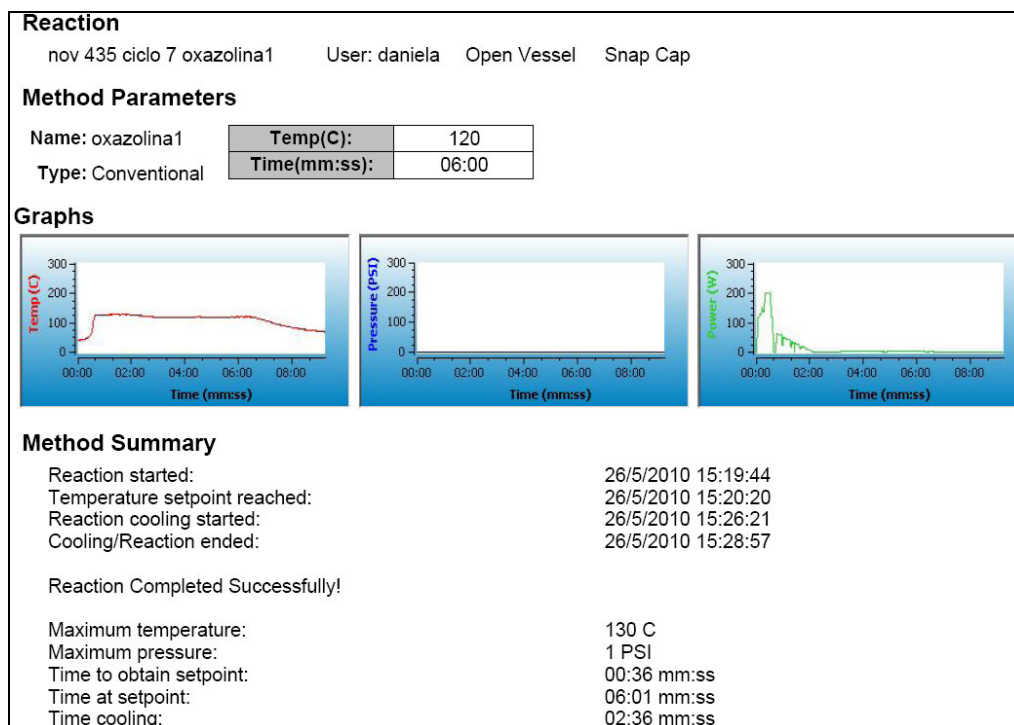 Reaction
nov 435 ciclo 7 oxazolina1 User: daniela Open Vessel Snap Cap
Method Parameters
Name: oxazolina1 Temp(C): 120
Type: Conventional Time(mm:ss): 06:00
Graphs
Temp (C)
300
200
100
0
00:00 02:00 04:00 06:00 08:00
Time (mm:ss)
Pressure (PSI)
300
200
100
0
00:00 02:00 04:00 06:00 08:00
Time (mm:ss)
Power (W)
300
200
100
0
00:00 02:00 04:00 06:00 08:00
Time (mm:ss)
Method Summary
Reaction started: 26/5/2010 15:19:44
Temperature setpoint reached: 26/5/2010 15:20:20
Reaction cooling started: 26/5/2010 15:26:21
Cooling/Reaction ended: 26/5/2010 15:28:57
Reaction Completed Successfully!
Maximum temperature: 130 C
Maximum pressure: 1 PSI
Time to obtain setpoint: 00:36 mm:ss
Time at setpoint: 06:01 mm:ss
Time cooling: 02:36 mm:ss